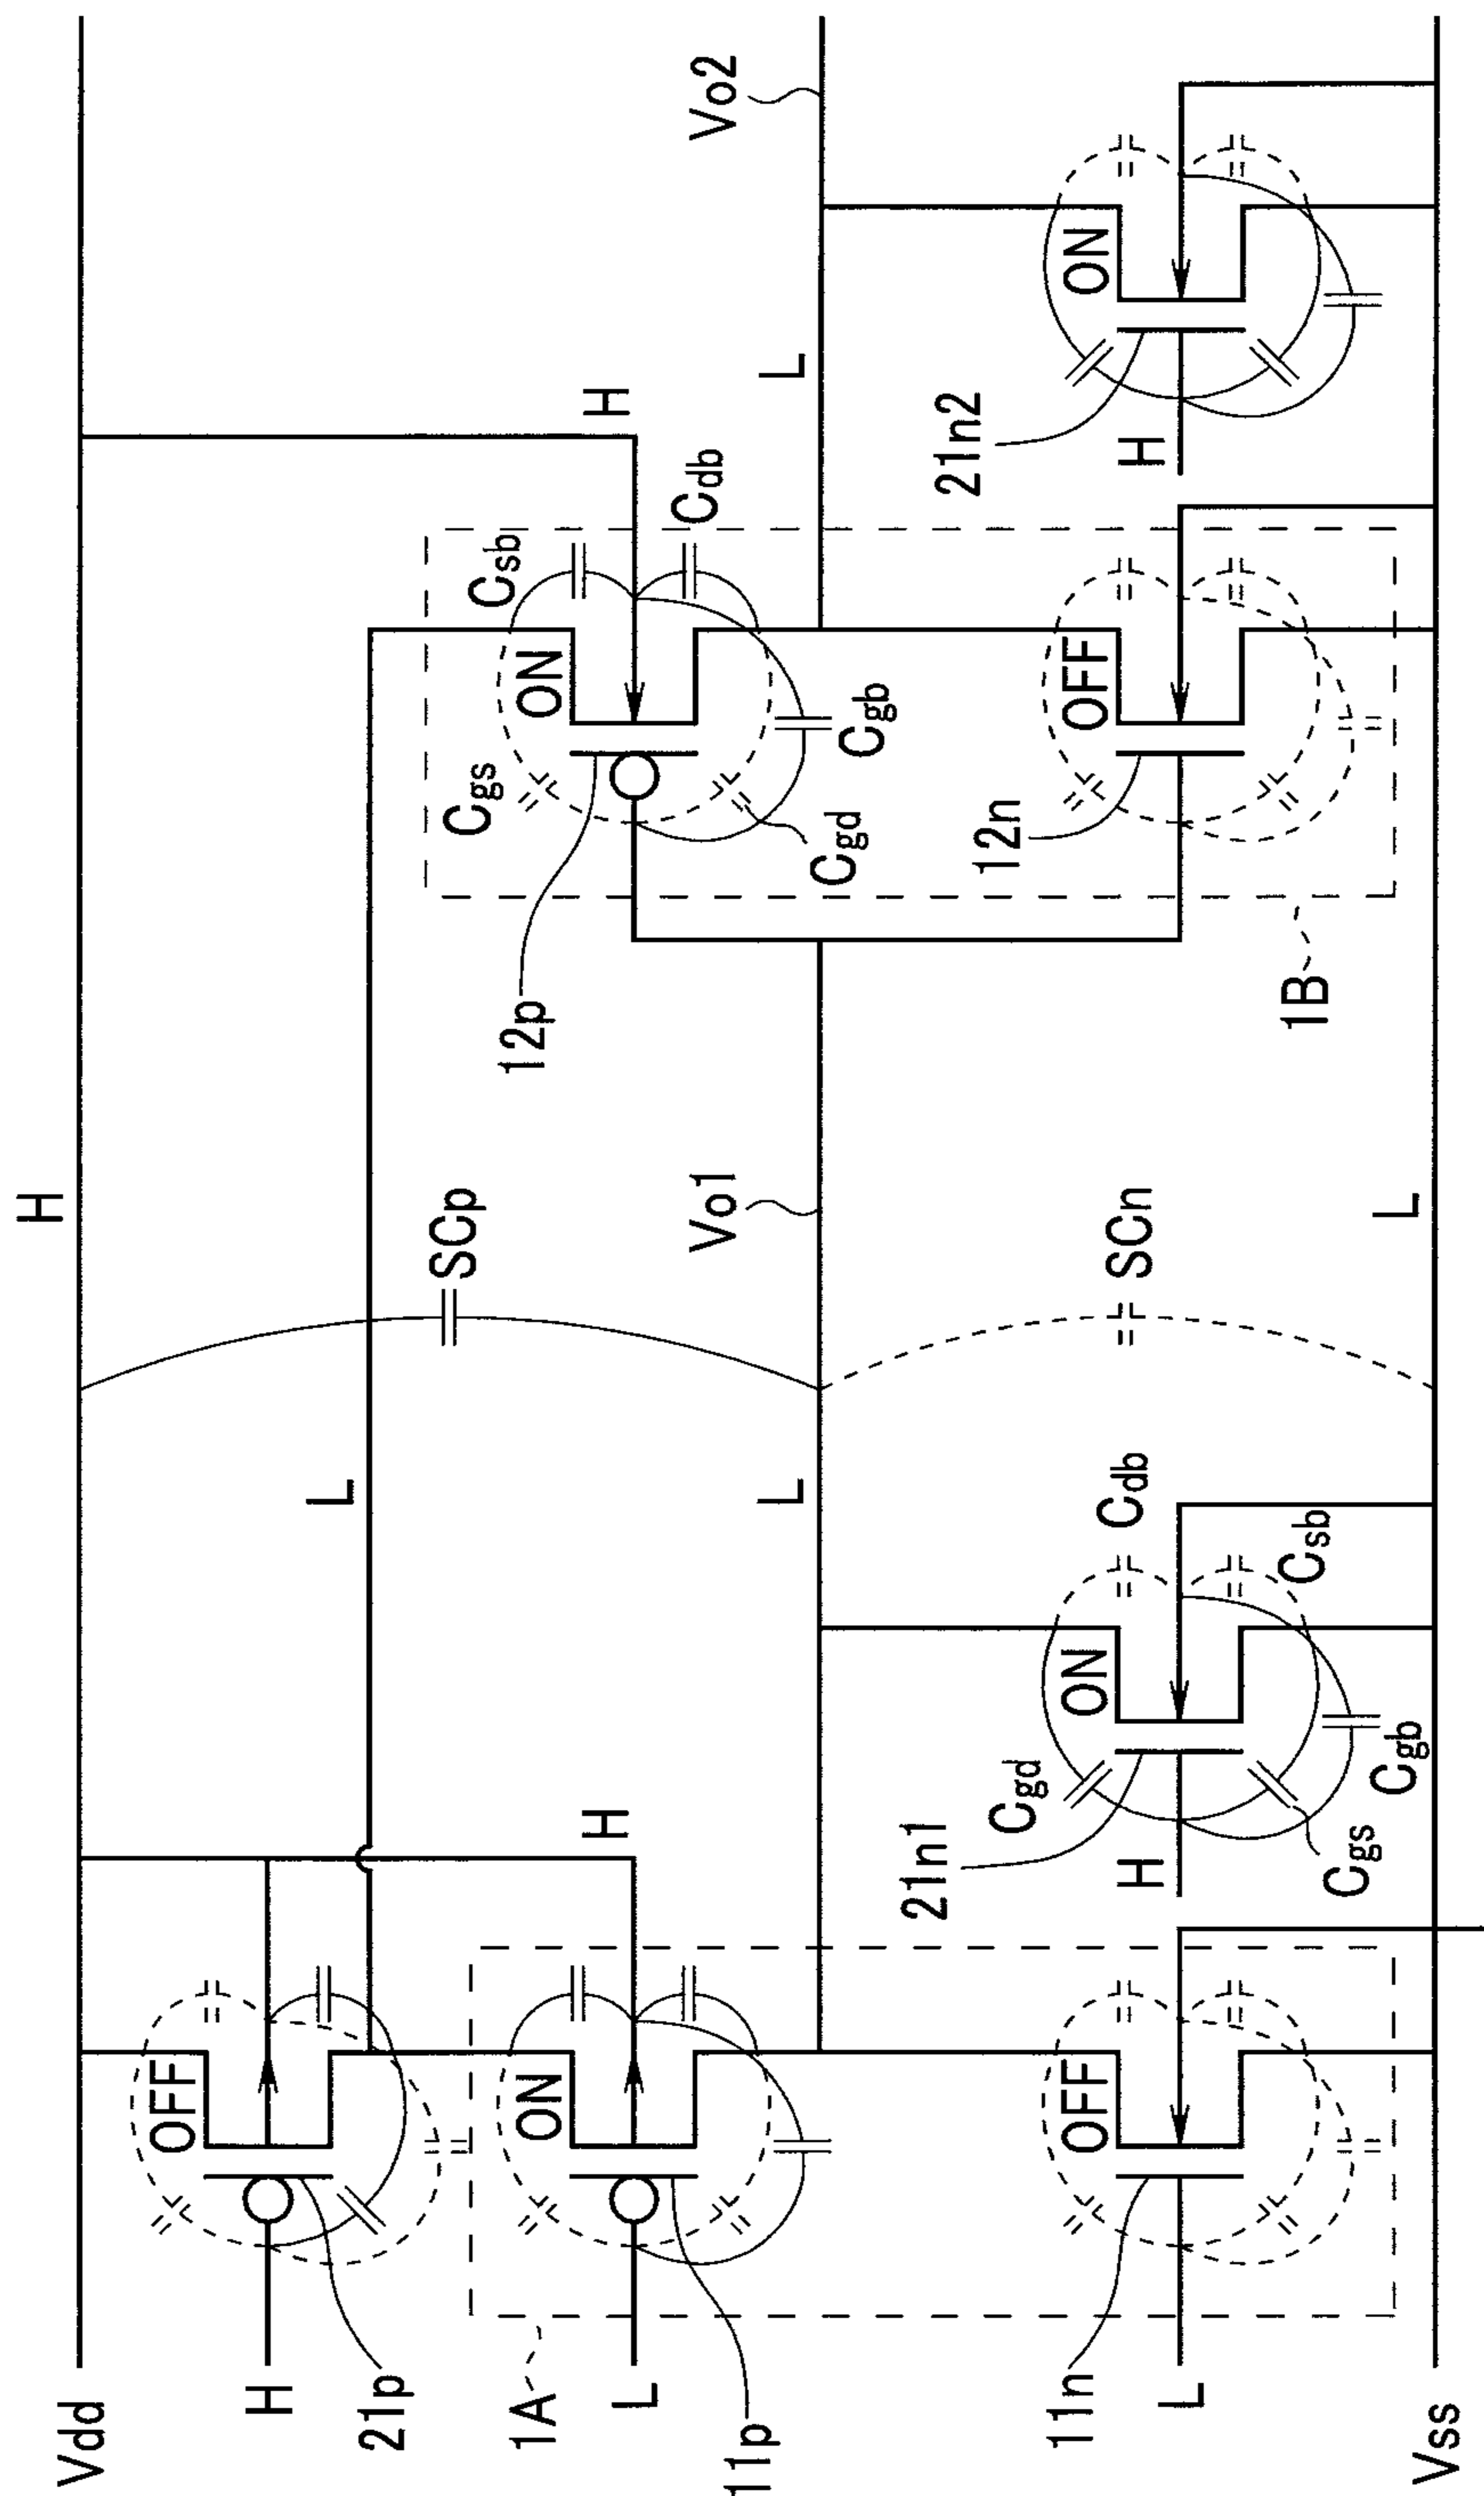 H
Vdd
H
OFF
21p
L
1A
L
ON
11p
H
SCp
L
Vo1
11n
L
OFF
21n1
H
ON
Cgd
Cgs
Cgb
Cdb
Csb
SCn
L
Vss
12p
Cgs
ON
Csb
H
Cdb
Cgb
Cgd
12n
OFF
1B
L
Vo2
21n2
H
ON